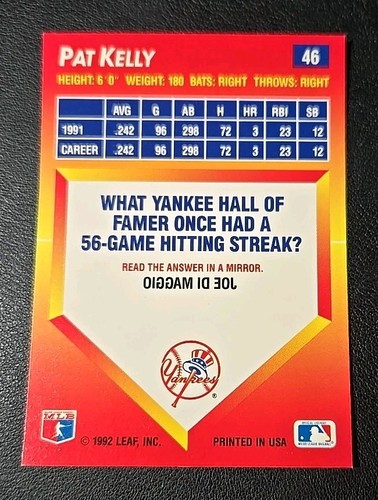 PAT KELLY 46
HEIGHT: 6'0" WEIGHT: 180 BATS: RIGHT THROWS: RIGHT
AVG G AB H HR RBI SB
1991 .242 96 298 72 3 23 12
CAREER .242 96 298 72 3 23 12
WHAT YANKEE HALL OF
FAMER ONCE HAD A
56-GAME HITTING STREAK?
READ THE ANSWER IN A MIRROR.
JOE DI MAGGIO
Yankees ®
MLB
© 1992 LEAF, INC. PRINTED IN USA